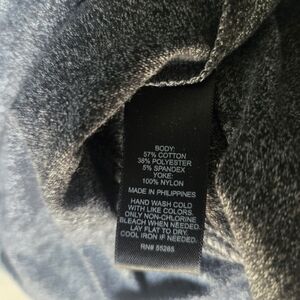 BODY:
57% COTTON
38% POLYESTER
5% SPANDEX
YOKE:
100% NYLON
MADE IN PHILIPPINES
HAND WASH COLD
WITH LIKE COLORS.
ONLY NON-CHLORINE
BLEACH WHEN NEEDED.
LAY FLAT TO DRY.
COOL IRON IF NEEDED.
RN# 55285